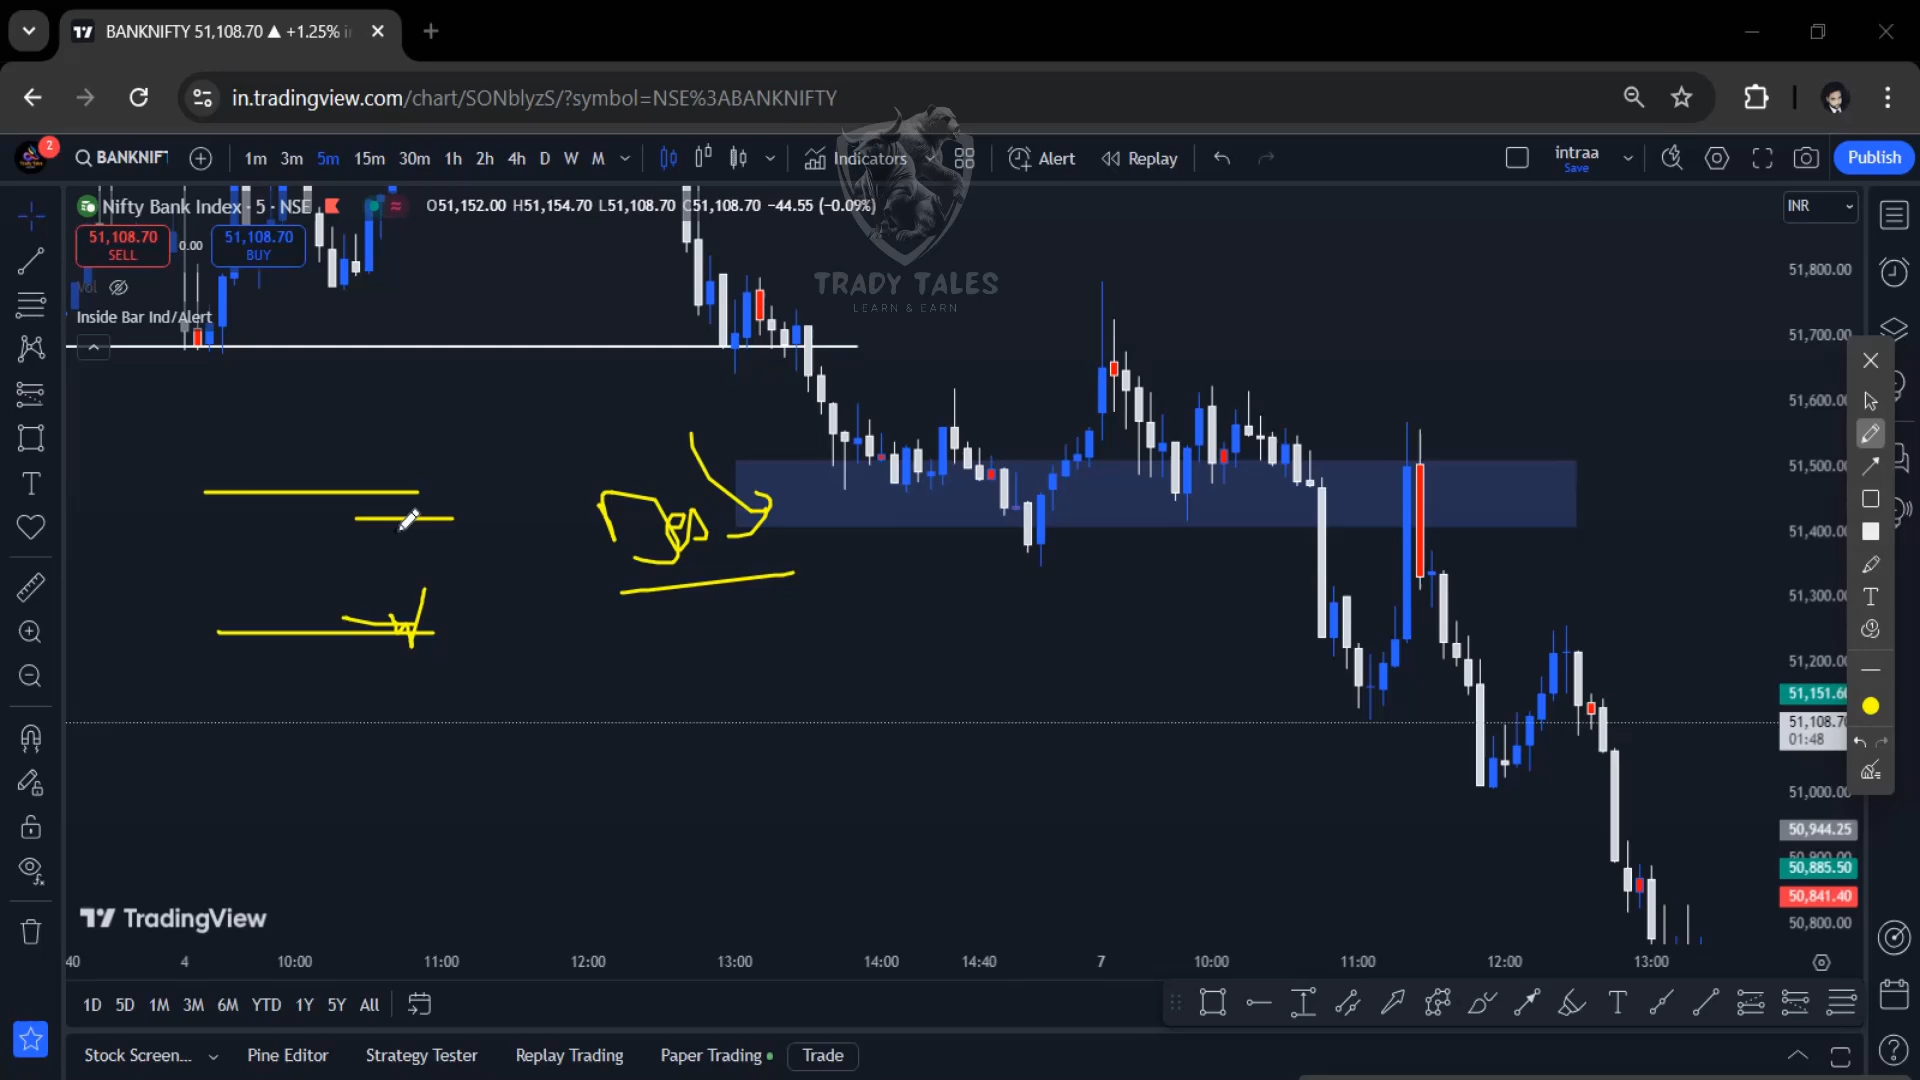 BANKNIFTY 51,108.70 ▲ +1.25%
in.tradingview.com/chart/SONblyzS/?symbol=NSE%3ABANKNIFTY
2
BANKNIF
1m 3m 5m 15m 30m 1h 2h 4h D W M
Indicators
Alert
Replay
intraa
Save
Publish
Nifty Bank Index · 5 · NSE
O51,152.00 H51,154.70 L51,108.70 C51,108.70 −44.55 (−0.09%)
INR
51,108.70
SELL
0.00
51,108.70
BUY
Vol
Inside Bar Ind/Alert
TRADY TALES
LEARN & EARN
51,800.00
51,700.00
51,600.00
51,500.00
51,400.00
51,300.00
51,200.00
51,151.60
51,108.70
01:48
51,000.00
50,944.25
50,900.00
50,885.50
50,841.40
50,800.00
TradingView
40 4 10:00 11:00 12:00 13:00 14:00 14:40 7 10:00 11:00 12:00 13:00
1D 5D 1M 3M 6M YTD 1Y 5Y All
Stock Screen... Pine Editor Strategy Tester Replay Trading Paper Trading Trade